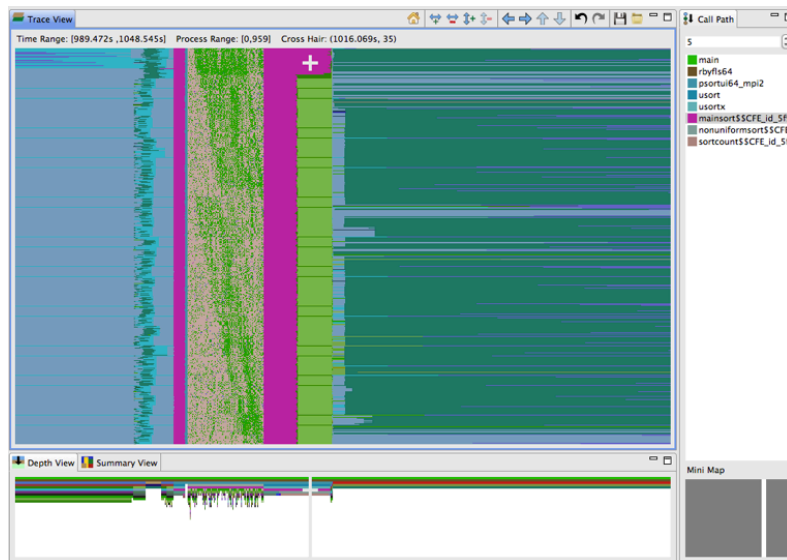 Trace View
Time Range: [989.472s ,1048.545s] Process Range: [0,959] Cross Hair: (1016.069s, 35)
Depth View Summary View
Call Path
5
main
rbyfls64
psortui64_mpi2
usort
usortx
mainsort$$CFE_id_5f
nonuniformsort$$CFE
sortcount$$CFE_id_5
Mini Map